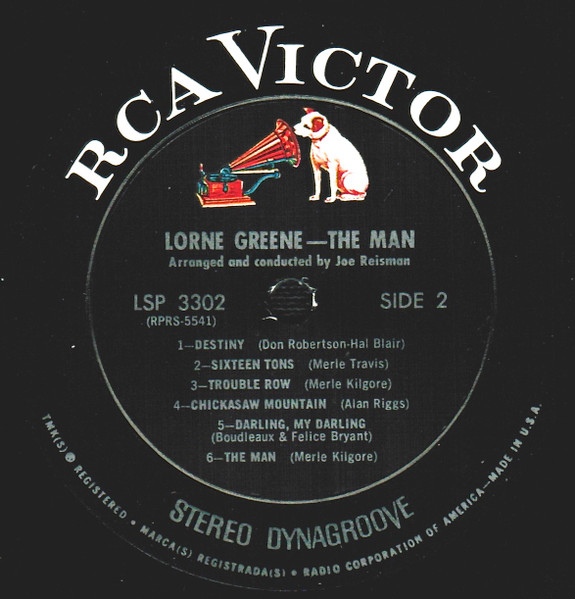 RCA VICTOR
LORNE GREENE—THE MAN
Arranged and conducted by Joe Reisman
LSP 3302
SIDE 2
(RPRS-5541)
1—DESTINY (Don Robertson-Hal Blair)
2—SIXTEEN TONS (Merle Travis)
3—TROUBLE ROW (Merle Kilgore)
4—CHICKASAW MOUNTAIN (Alan Riggs)
5—DARLING, MY DARLING
(Boudleaux & Felice Bryant)
6—THE MAN (Merle Kilgore)
STEREO DYNAGROOVE
TMK(S) ® REGISTERED • MARCA(S) REGISTRADA(S) • RADIO CORPORATION OF AMERICA—MADE IN U.S.A.